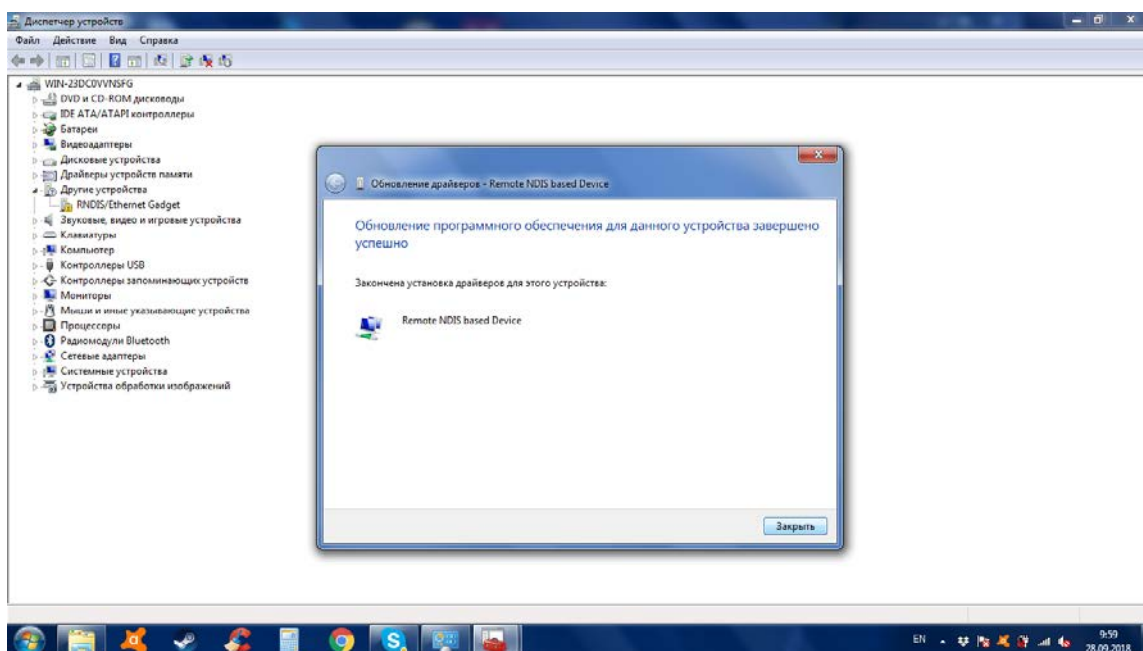 Диспетчер устройств
Файл Действие Вид Справка
WIN-23DC0VVNSFG
DVD и CD-ROM дисководы
IDE ATA/ATAPI контроллеры
Батареи
Видеоадаптеры
Дисковые устройства
Драйверы устройств памяти
Другие устройства
RNDIS/Ethernet Gadget
Звуковые, видео и игровые устройства
Клавиатуры
Компьютер
Контроллеры USB
Контроллеры запоминающих устройств
Мониторы
Мыши и иные указывающие устройства
Процессоры
Радиомодули Bluetooth
Сетевые адаптеры
Системные устройства
Устройства обработки изображений
Обновление драйверов - Remote NDIS based Device
Обновление программного обеспечения для данного устройства завершено
успешно
Закончена установка драйверов для этого устройства:
Remote NDIS based Device
Закрыть
EN
9:59
28.09.2018